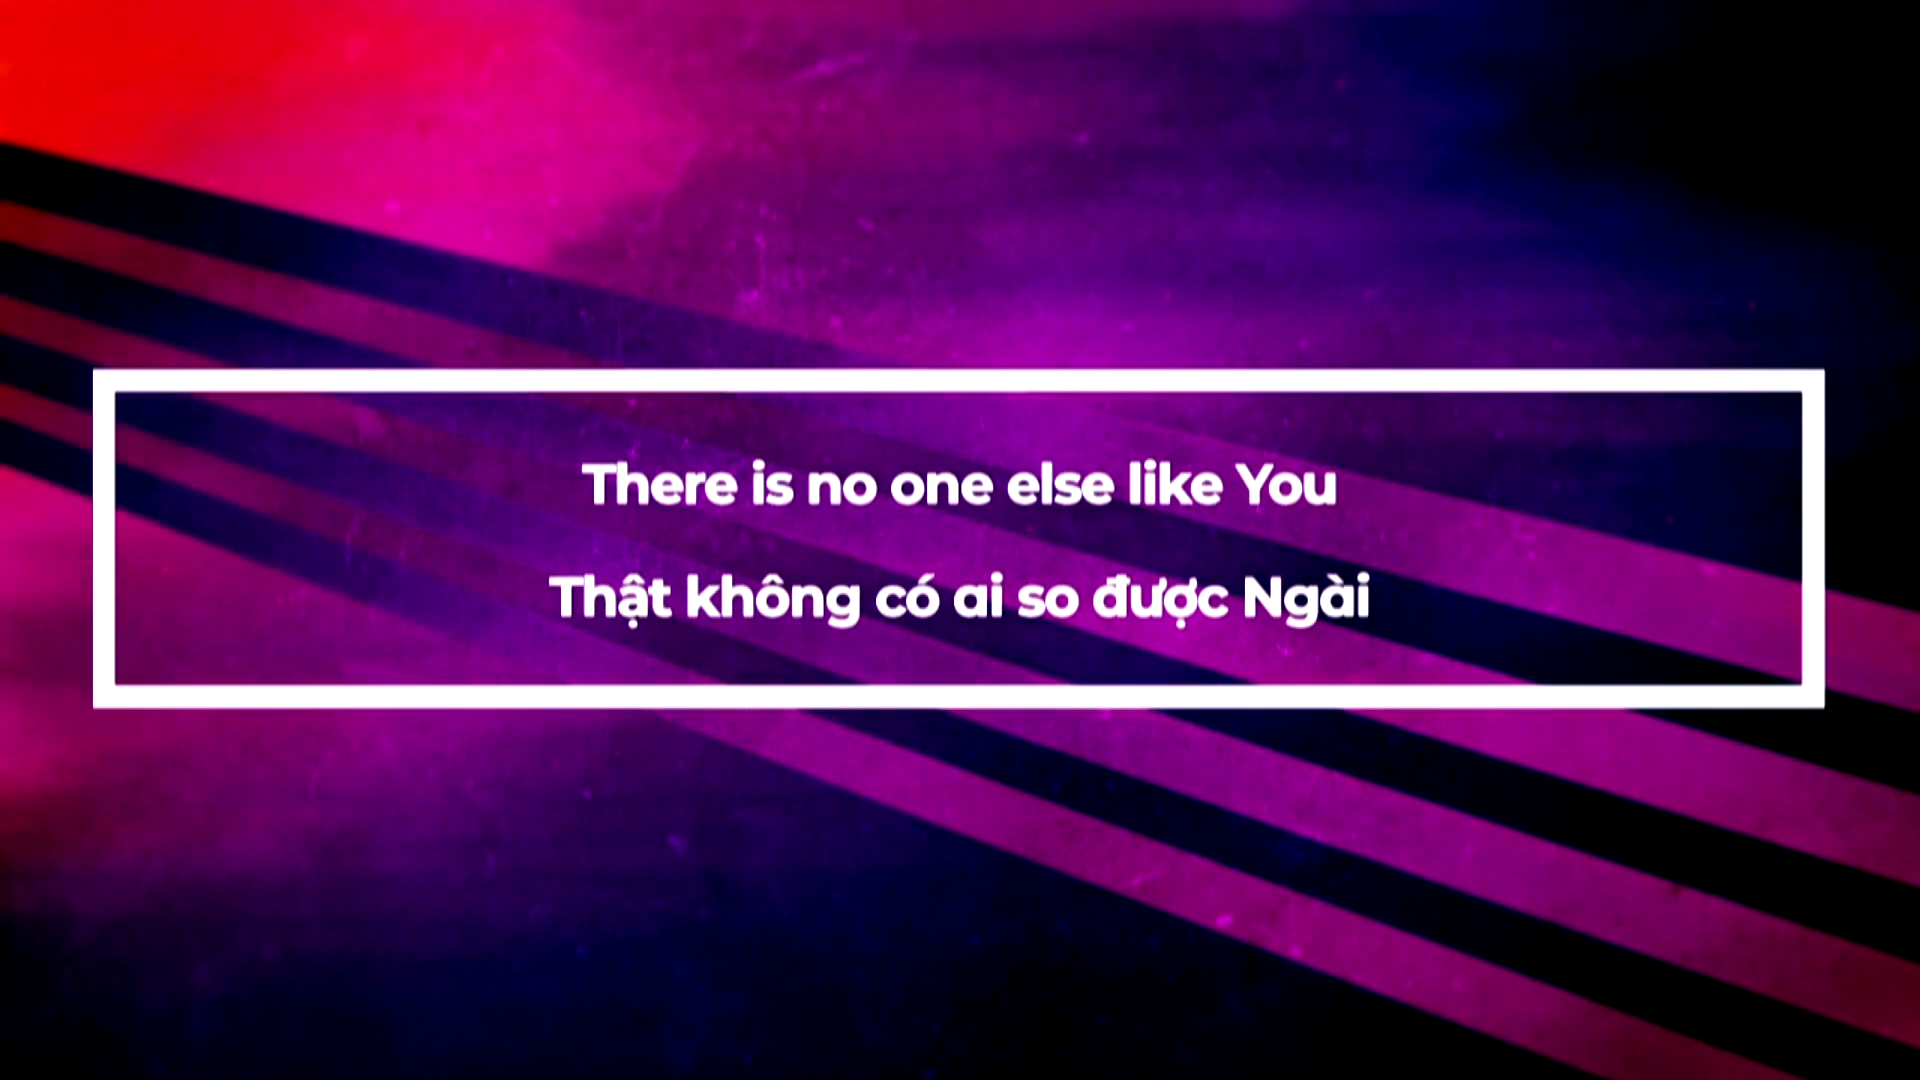 There is no one else like You
Thật không có ai so được Ngài